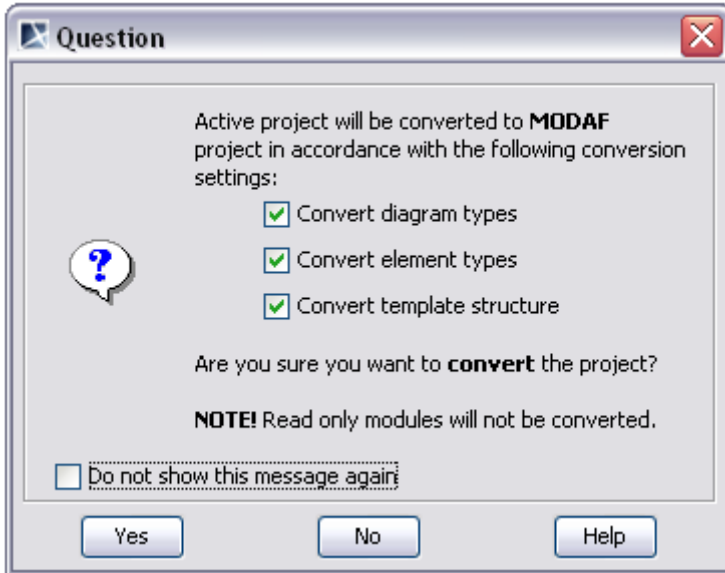 Question
Active project will be converted to MODAF
project in accordance with the following conversion
settings:
Convert diagram types
Convert element types
Convert template structure
Are you sure you want to convert the project?
NOTE! Read only modules will not be converted.
Do not show this message again
Yes No Help